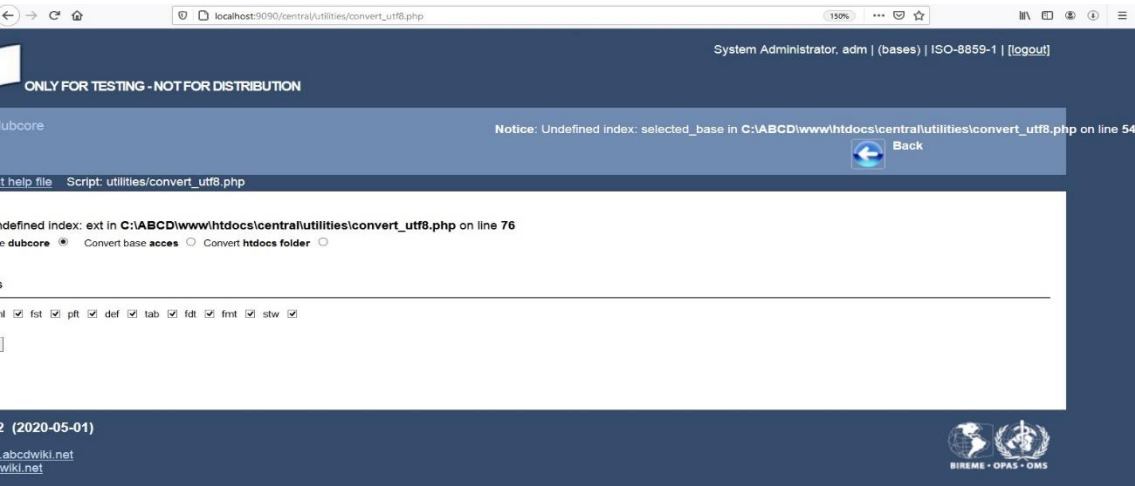 localhost:9090/central/utilities/convert_utf8.php
150%
System Administrator, adm | (bases) | ISO-8859-1 | [logout]
ONLY FOR TESTING - NOT FOR DISTRIBUTION
dubcore
Notice: Undefined index: selected_base in C:\ABCD\www\htdocs\central\utilities\convert_utf8.php on line 54
Back
t help file Script: utilities/convert_utf8.php
ndefined index: ext in C:\ABCD\www\htdocs\central\utilities\convert_utf8.php on line 76
e dubcore Convert base acces Convert htdocs folder
s
ml fst pft def tab fdt fmt stw
2 (2020-05-01)
.abcdwiki.net
wiki.net
BIREME • OPAS • OMS